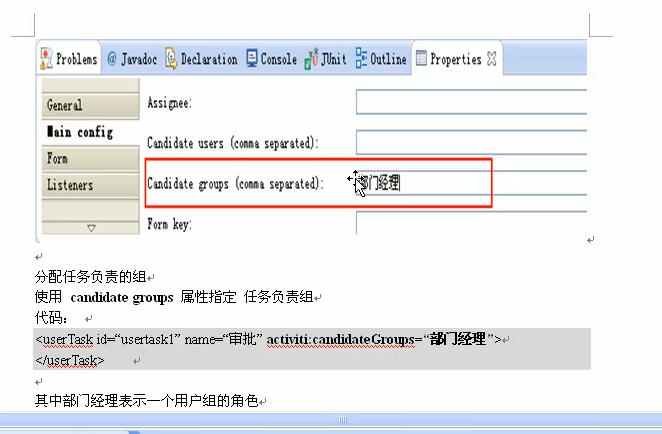 Problems @ Javadoc Declaration Console JUnit Outline Properties
General
Assignee:
Main config
Candidate users (comma separated):
Form
Listeners
Candidate groups (comma separated): 部门经理
Form key:
分配任务负责的组
使用 candidate groups 属性指定 任务负责组
代码：
<userTask id=“usertask1” name=“审批” activiti:candidateGroups=“部门经理”>
</userTask>
其中部门经理表示一个用户组的角色